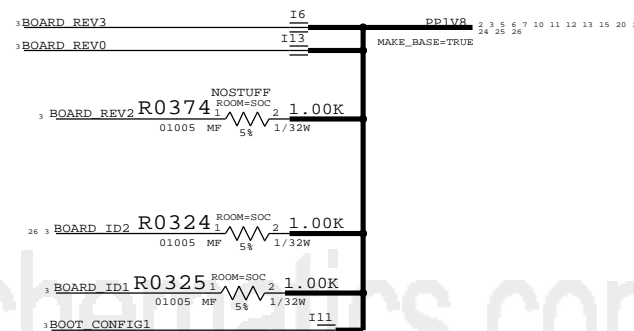 I6
3 BOARD_REV3
PP1V8 2 3 5 6 7 10 11 12 13 15 20
24 25 26
I13
3 BOARD_REV0
MAKE_BASE=TRUE
NOSTUFF
ROOM=SOC
3 BOARD_REV2 R0374 1 2 1.00K
01005 MF 5% 1/32W
ROOM=SOC
26 3 BOARD_ID2 R0324 1 2 1.00K
01005 MF 5% 1/32W
ROOM=SOC
3 BOARD_ID1 R0325 1 2 1.00K
01005 MF 5% 1/32W
I11
3 BOOT_CONFIG1